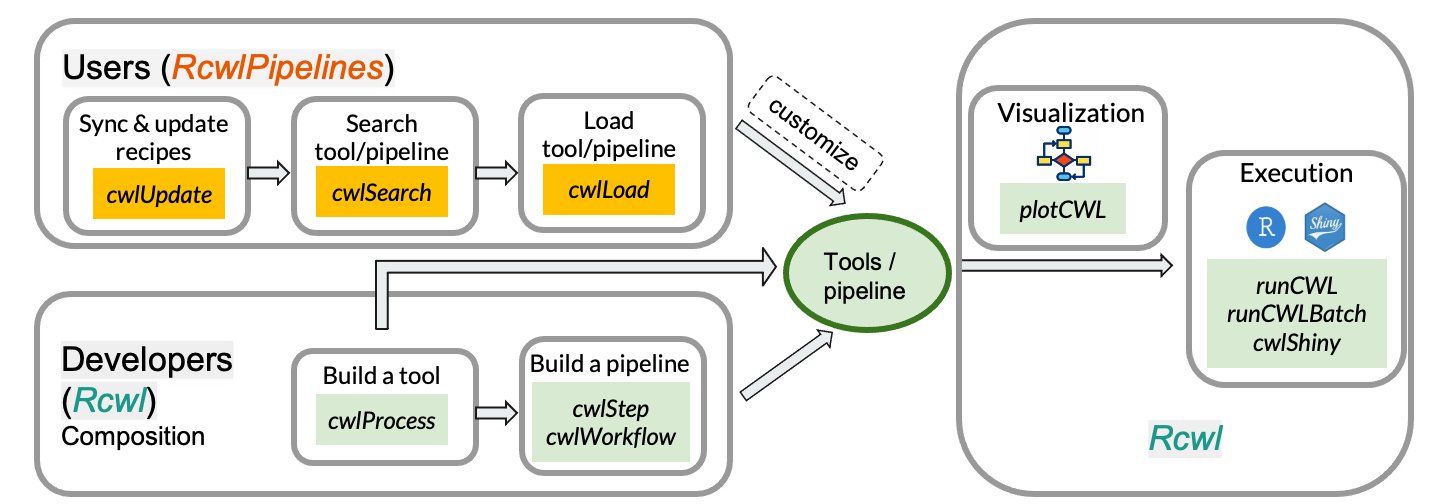 Users (RcwlPipelines)
Sync & update
recipes
cwlUpdate
Search
tool/pipeline
cwlSearch
Load
tool/pipeline
cwlLoad
customize
Developers
(Rcwl)
Composition
Build a tool
cwlProcess
Build a pipeline
cwlStep
cwlWorkflow
Tools /
pipeline
Visualization
plotCWL
Execution
R
Shiny
runCWL
runCWLBatch
cwlShiny
Rcwl